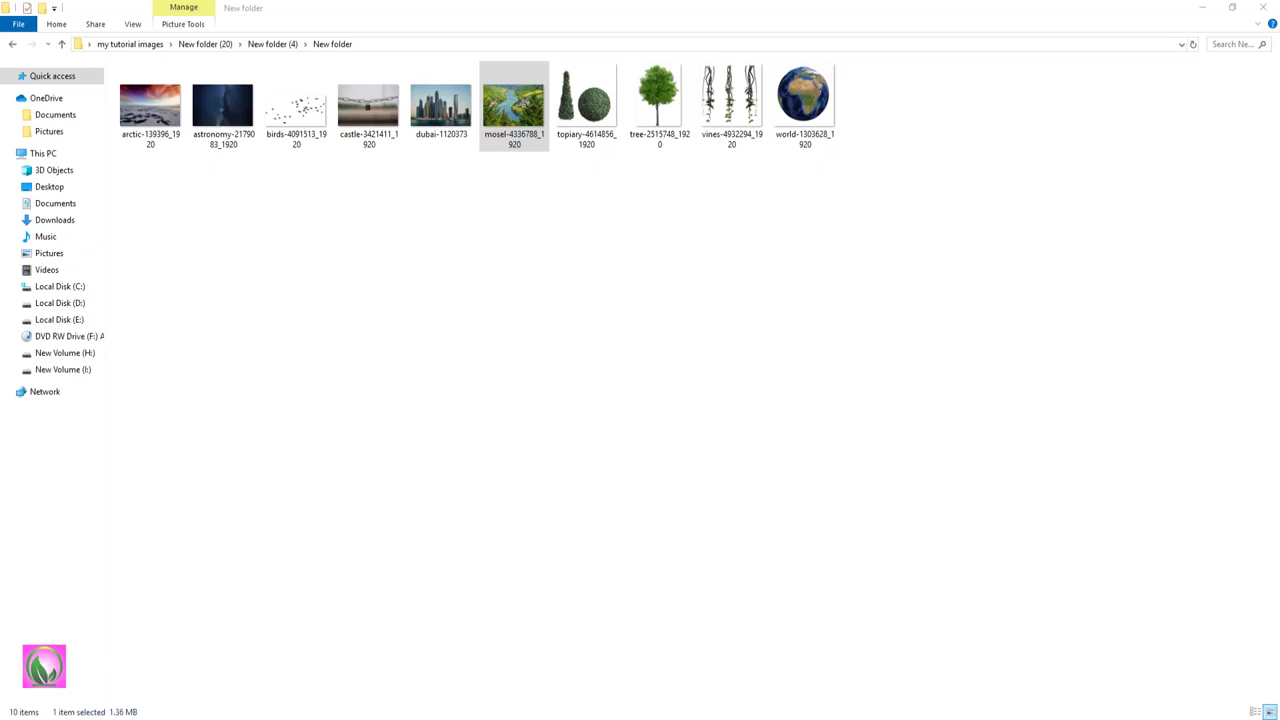 Manage
New folder
File
Home
Share
View
Picture Tools
my tutorial images
New folder (20)
New folder (4)
New folder
Search Ne...
Quick access
OneDrive
Documents
Pictures
This PC
3D Objects
Desktop
Documents
Downloads
Music
Pictures
Videos
Local Disk (C:)
Local Disk (D:)
Local Disk (E:)
DVD RW Drive (F:) A
New Volume (H:)
New Volume (I:)
Network
arctic-139396_19
20
astronomy-21790
83_1920
birds-4091513_19
20
castle-3421411_1
920
dubai-1120373
mosel-4336788_1
920
topiary-4614856_
1920
tree-2515748_192
0
vines-4932294_19
20
world-1303628_1
920
10 items
1 item selected
1.36 MB